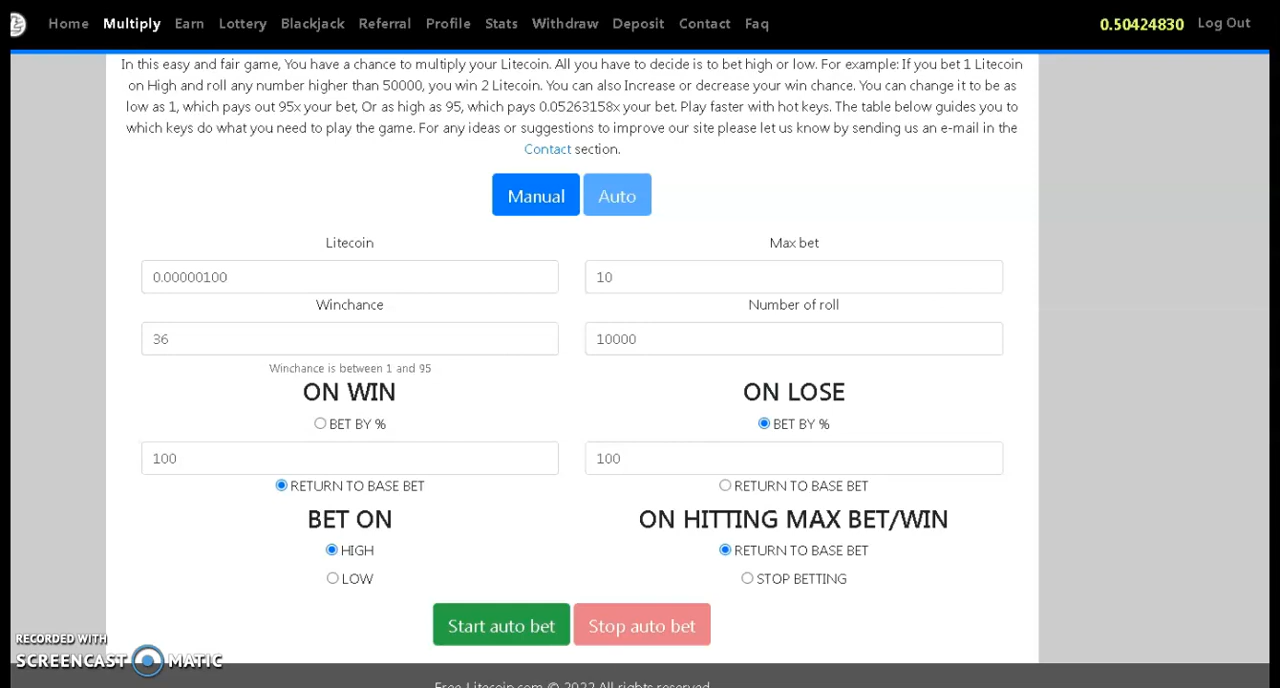 Home Multiply Earn Lottery Blackjack Referral Profile Stats Withdraw Deposit Contact Faq 0.50424830 Log Out
In this easy and fair game, You have a chance to multiply your Litecoin. All you have to decide is to bet high or low. For example: If you bet 1 Litecoin
on High and roll any number higher than 50000, you win 2 Litecoin. You can also Increase or decrease your win chance. You can change it to be as
low as 1, which pays out 95x your bet, Or as high as 95, which pays 0.05263158x your bet. Play faster with hot keys. The table below guides you to
which keys do what you need to play the game. For any ideas or suggestions to improve our site please let us know by sending us an e-mail in the
Contact section.
Manual Auto
Litecoin Max bet
0.00000100 10
Winchance Number of roll
36 10000
Winchance is between 1 and 95
ON WIN ON LOSE
BET BY % BET BY %
100 100
RETURN TO BASE BET RETURN TO BASE BET
BET ON ON HITTING MAX BET/WIN
HIGH RETURN TO BASE BET
LOW STOP BETTING
Start auto bet Stop auto bet
RECORDED WITH
SCREENCAST MATIC
Free-Litecoin.com © 2022 All rights reserved